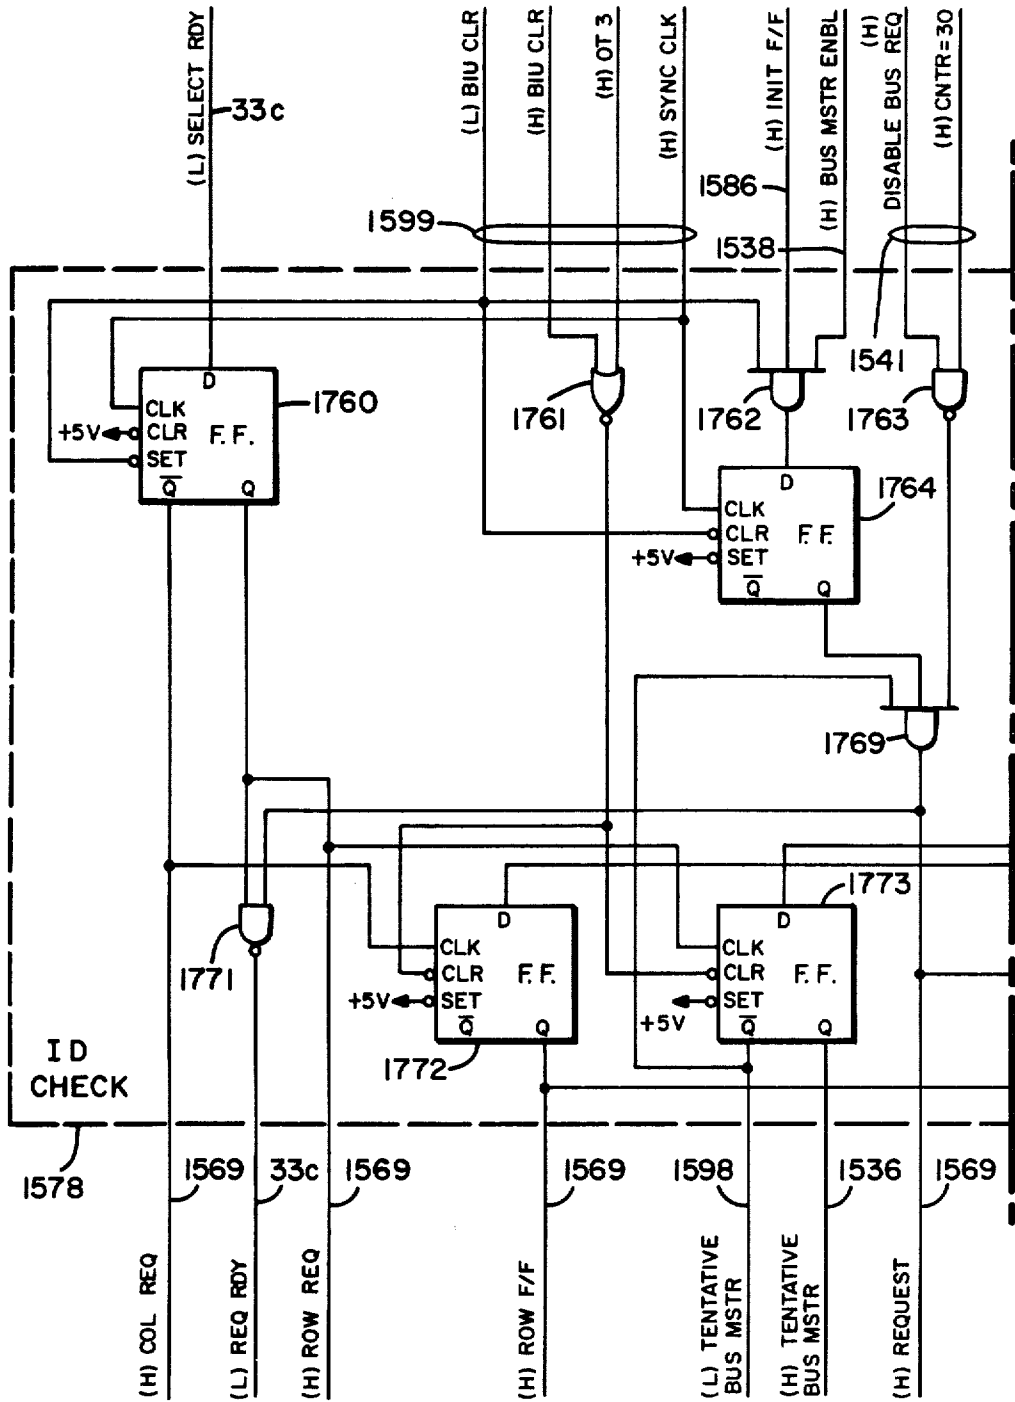 (L) SELECT RDY
33c
(L) BIU CLR
(H) BIU CLR
(H) OT 3
(H) SYNC CLK
(H) INIT F/F
(H) BUS MSTR ENBL
(H)
DISABLE BUS REQ
(H) CNTR=30
1586
1599
1538
1541
D
CLK
CLR
SET
+5V
F.F.
Q
Q
1760
1761
1762
1763
1764
D
CLK
CLR
SET
+5V
F.F.
Q
Q
1769
1771
D
CLK
CLR
SET
+5V
F.F.
Q
Q
1772
1773
D
CLK
CLR
SET
+5V
F.F.
Q
Q
ID
CHECK
1578
1569
33c
1569
1569
1598
1536
1569
(H) COL REQ
(L) REQ RDY
(H) ROW REQ
(H) ROW F/F
(L) TENTATIVE
BUS MSTR
(H) TENTATIVE
BUS MSTR
(H) REQUEST